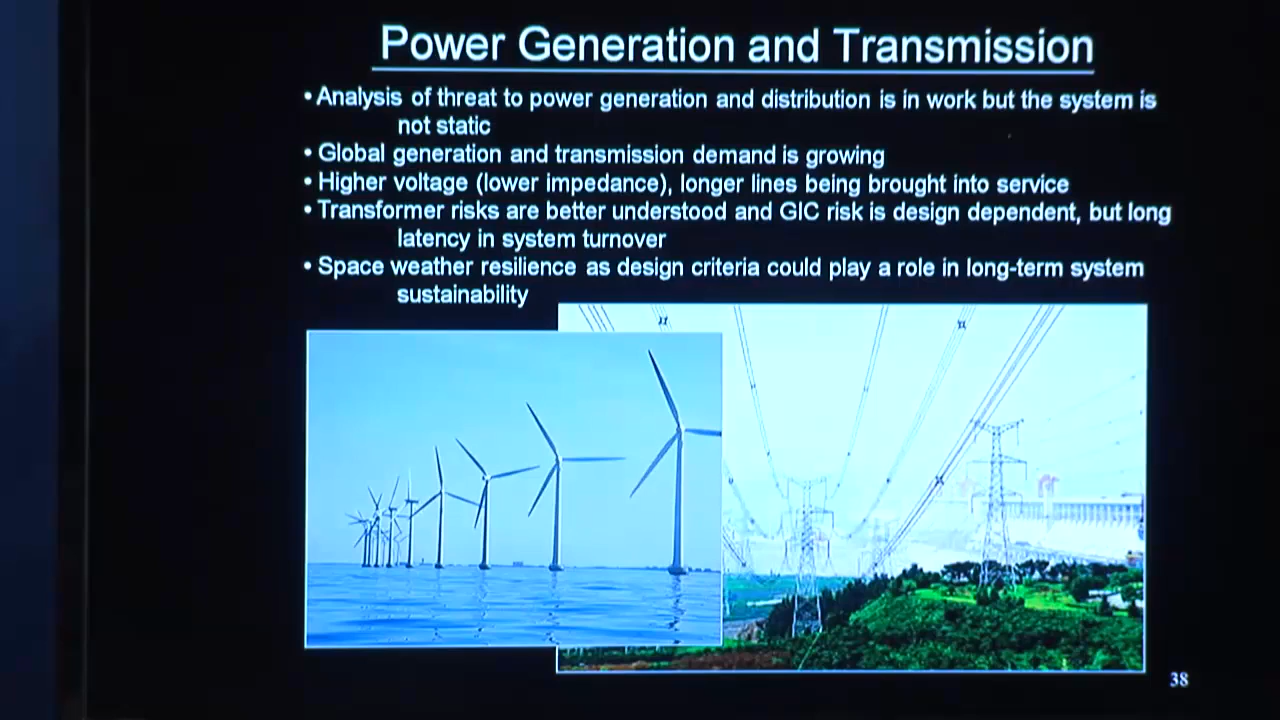 Power Generation and Transmission
• Analysis of threat to power generation and distribution is in work but the system is
not static
• Global generation and transmission demand is growing
• Higher voltage (lower impedance), longer lines being brought into service
• Transformer risks are better understood and GIC risk is design dependent, but long
latency in system turnover
• Space weather resilience as design criteria could play a role in long-term system
sustainability
38